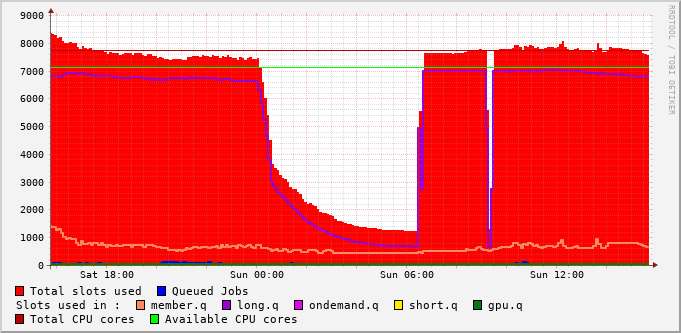 RRDTOOL / TOBI OETIKER
9000
8000
7000
6000
5000
4000
3000
2000
1000
0
Sat 18:00 Sun 00:00 Sun 06:00 Sun 12:00
Total slots used Queued Jobs
Slots used in : member.q long.q ondemand.q short.q gpu.q
Total CPU cores Available CPU cores